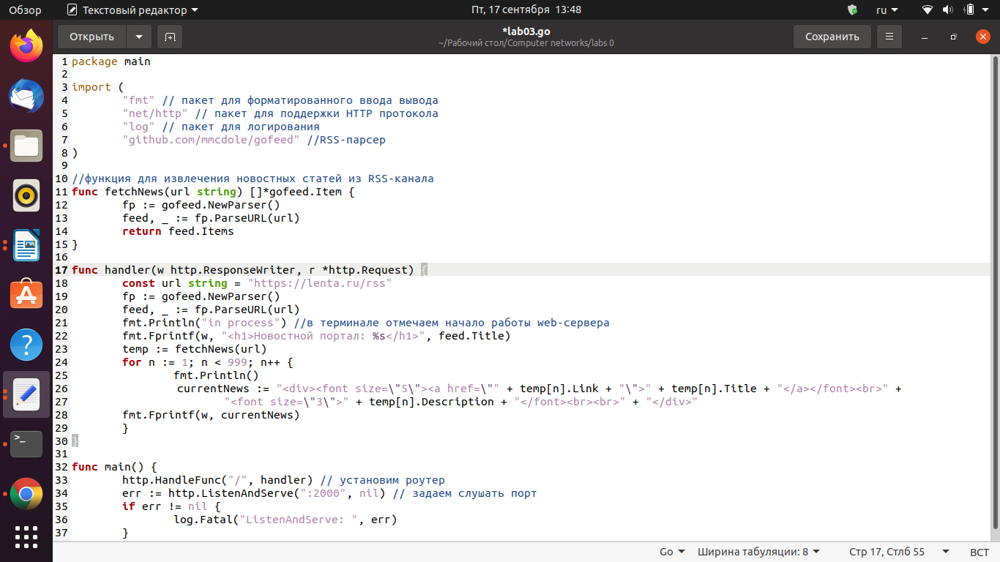 Обзор Текстовый редактор Пт, 17 сентября 13:48 ru
Открыть *lab03.go Сохранить
~/Рабочий стол/Computer networks/labs 0
1 package main
2
3 import (
4 "fmt" // пакет для форматированного ввода вывода
5 "net/http" // пакет для поддержки HTTP протокола
6 "log" // пакет для логирования
7 "github.com/mmcdole/gofeed" //RSS-парсер
8 )
9
10 //функция для извлечения новостных статей из RSS-канала
11 func fetchNews(url string) []*gofeed.Item {
12 fp := gofeed.NewParser()
13 feed, _ := fp.ParseURL(url)
14 return feed.Items
15 }
16
17 func handler(w http.ResponseWriter, r *http.Request) {
18 const url string = "https://lenta.ru/rss"
19 fp := gofeed.NewParser()
20 feed, _ := fp.ParseURL(url)
21 fmt.Println("in process") //в терминале отмечаем начало работы web-сервера
22 fmt.Fprintf(w, "<h1>Новостной портал: %s</h1>", feed.Title)
23 temp := fetchNews(url)
24 for n := 1; n < 999; n++ {
25 fmt.Println()
26 currentNews := "<div><font size=\"5\"><a href=\"" + temp[n].Link + "\">" + temp[n].Title + "</a></font><br>" +
27 "<font size=\"3\">" + temp[n].Description + "</font><br><br>" + "</div>"
28 fmt.Fprintf(w, currentNews)
29 }
30 }
31
32 func main() {
33 http.HandleFunc("/", handler) // установим роутер
34 err := http.ListenAndServe(":2000", nil) // задаем слушать порт
35 if err != nil {
36 log.Fatal("ListenAndServe: ", err)
37 }
Go Ширина табуляции: 8 Стр 17, Стлб 55 ВСТ